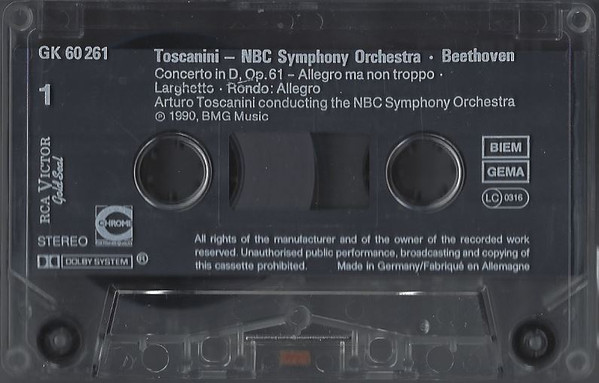 GK 60261
Toscanini – NBC Symphony Orchestra · Beethoven
Concerto in D, Op. 61 – Allegro ma non troppo ·
Larghetto · Rondo: Allegro
Arturo Toscanini conducting the NBC Symphony Orchestra
℗ 1990, BMG Music
1
RCA VICTOR
Gold Seal
BIEM
GEMA
LC 0316
CHROME
STEREO
DOLBY SYSTEM ®
All rights of the manufacturer and of the owner of the recorded work
reserved. Unauthorised public performance, broadcasting and copying of
this cassette prohibited. Made in Germany/Fabriqué en Allemagne